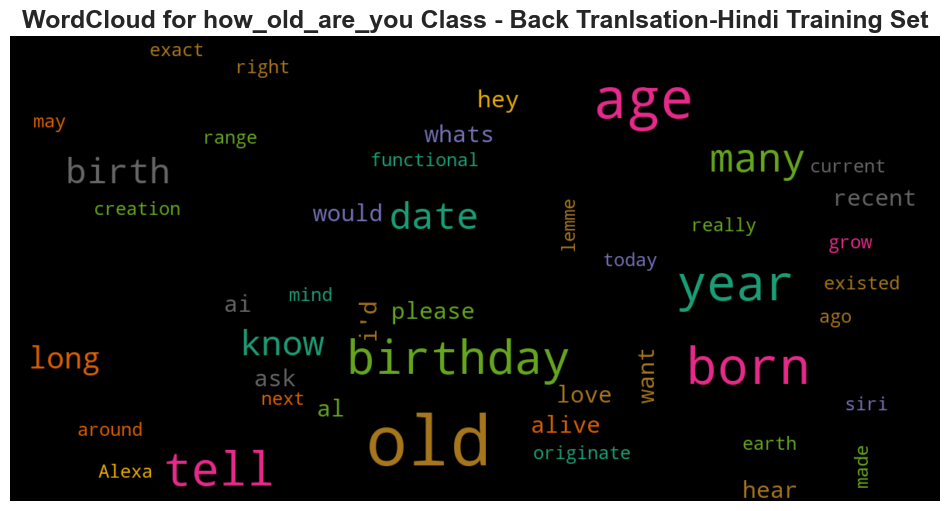 WordCloud for how_old_are_you Class - Back Tranlsation-Hindi Training Set
exact
right
hey
age
may
range
whats
functional
many
current
birth
creation
would
date
lemme
recent
really
grow
today
year
existed
ago
ai
mind
i'd
please
know
long
birthday
born
ask
next
al
love
want
siri
around
old
alive
originate
earth
made
Alexa
tell
hear